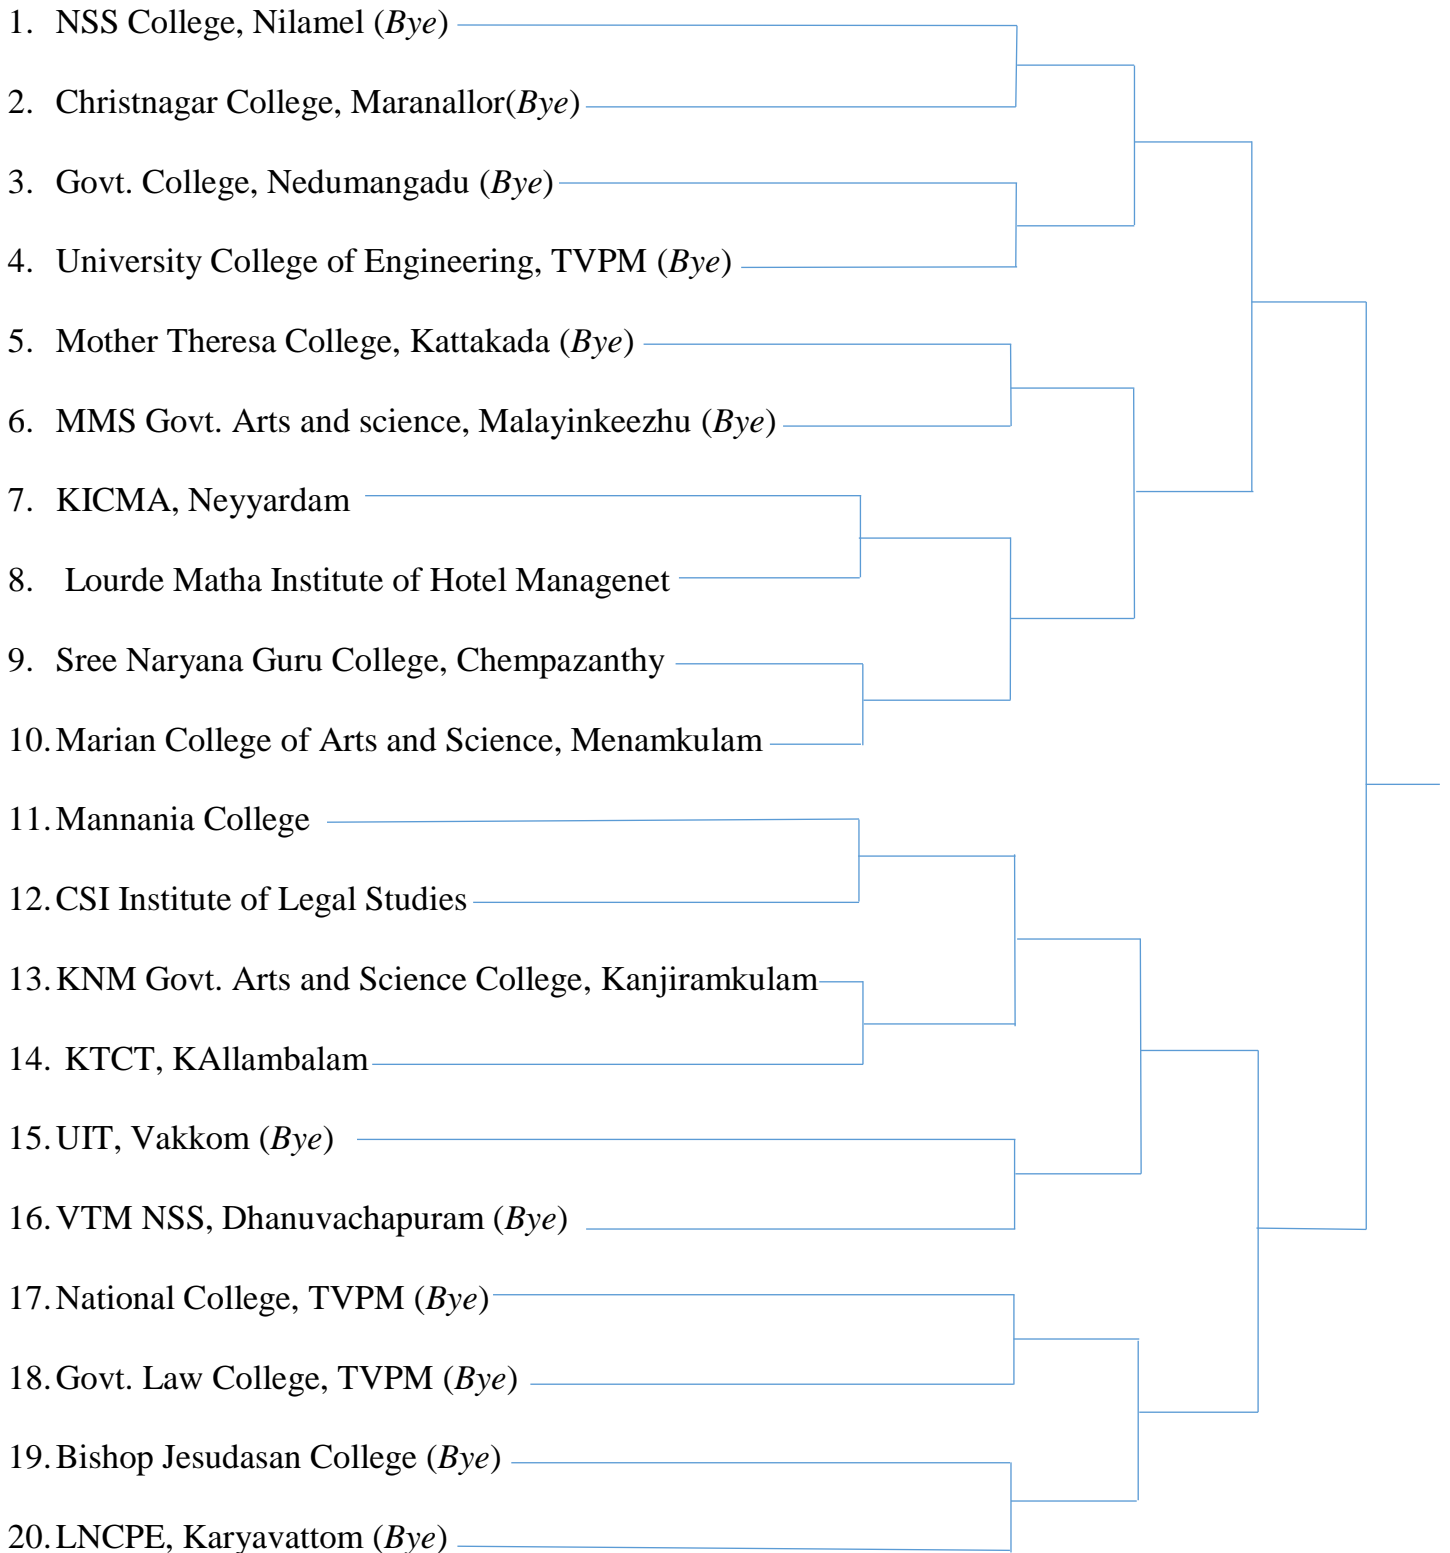 1. NSS College, Nilamel (Bye)
2. Christnagar College, Maranallor(Bye)
3. Govt. College, Nedumangadu (Bye)
4. University College of Engineering, TVPM (Bye)
5. Mother Theresa College, Kattakada (Bye)
6. MMS Govt. Arts and science, Malayinkeezhu (Bye)
7. KICMA, Neyyardam
8. Lourde Matha Institute of Hotel Managenet
9. Sree Naryana Guru College, Chempazanthy
10. Marian College of Arts and Science, Menamkulam
11. Mannania College
12. CSI Institute of Legal Studies
13. KNM Govt. Arts and Science College, Kanjiramkulam
14. KTCT, KAllambalam
15. UIT, Vakkom (Bye)
16. VTM NSS, Dhanuvachapuram (Bye)
17. National College, TVPM (Bye)
18. Govt. Law College, TVPM (Bye)
19. Bishop Jesudasan College (Bye)
20. LNCPE, Karyavattom (Bye)